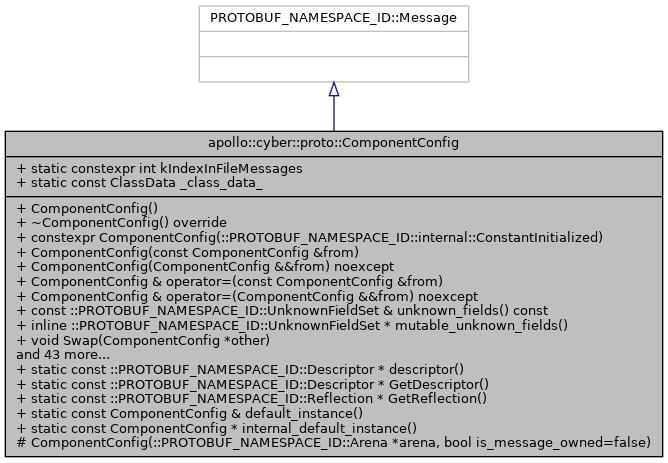 PROTOBUF_NAMESPACE_ID::Message
apollo::cyber::proto::ComponentConfig
+ static constexpr int kIndexInFileMessages
+ static const ClassData _class_data_
+ ComponentConfig()
+ ~ComponentConfig() override
+ constexpr ComponentConfig(::PROTOBUF_NAMESPACE_ID::internal::ConstantInitialized)
+ ComponentConfig(const ComponentConfig &from)
+ ComponentConfig(ComponentConfig &&from) noexcept
+ ComponentConfig & operator=(const ComponentConfig &from)
+ ComponentConfig & operator=(ComponentConfig &&from) noexcept
+ const ::PROTOBUF_NAMESPACE_ID::UnknownFieldSet & unknown_fields() const
+ inline ::PROTOBUF_NAMESPACE_ID::UnknownFieldSet * mutable_unknown_fields()
+ void Swap(ComponentConfig *other)
and 43 more...
+ static const ::PROTOBUF_NAMESPACE_ID::Descriptor * descriptor()
+ static const ::PROTOBUF_NAMESPACE_ID::Descriptor * GetDescriptor()
+ static const ::PROTOBUF_NAMESPACE_ID::Reflection * GetReflection()
+ static const ComponentConfig & default_instance()
+ static const ComponentConfig * internal_default_instance()
# ComponentConfig(::PROTOBUF_NAMESPACE_ID::Arena *arena, bool is_message_owned=false)